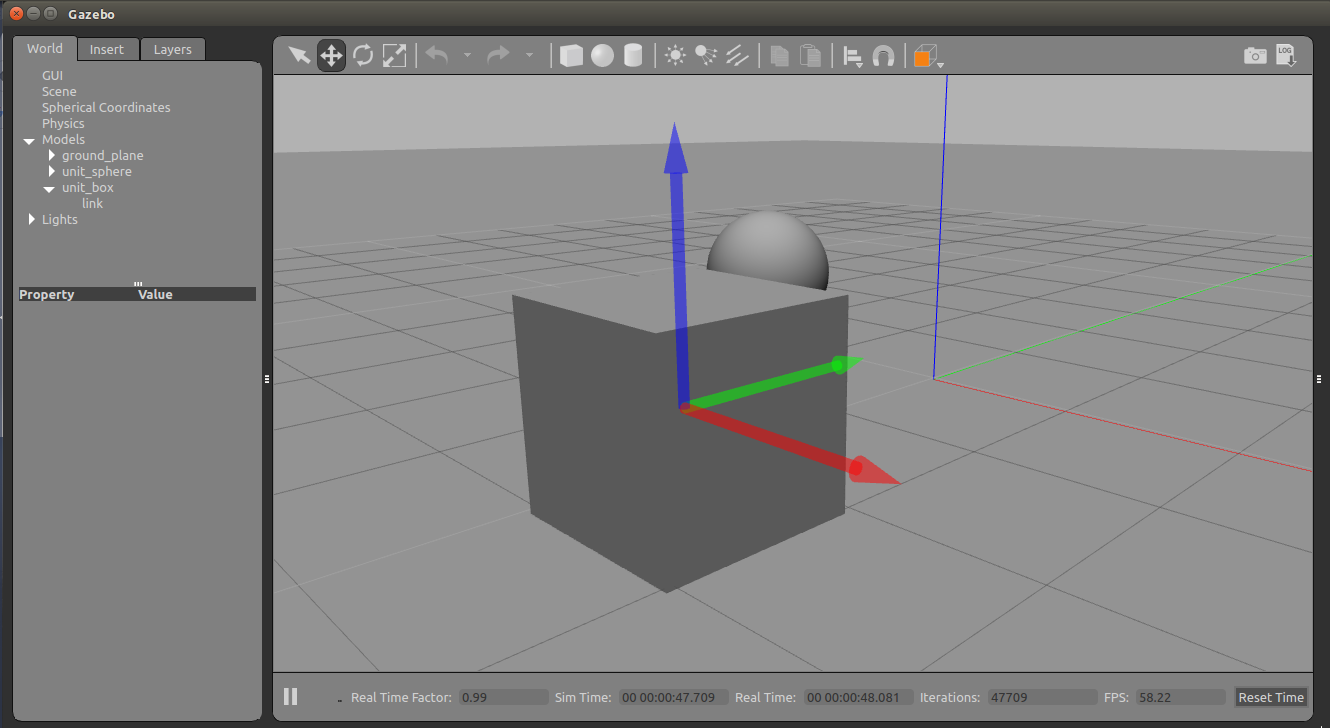 Gazebo
World Insert Layers
GUI
Scene
Spherical Coordinates
Physics
Models
ground_plane
unit_sphere
unit_box
link
Lights
Property Value
LOG
Real Time Factor: 0.99 Sim Time: 00 00:00:47.709 Real Time: 00 00:00:48.081 Iterations: 47709 FPS: 58.22 Reset Time